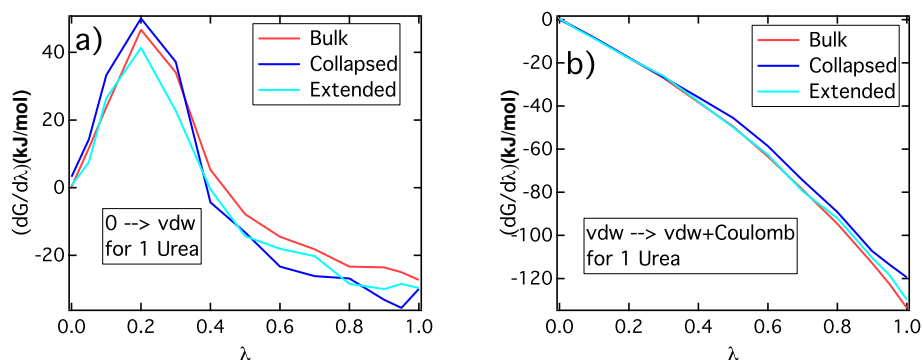 a)
Bulk
Collapsed
Extended
40
20
0
-20
(dG/dλ)(kJ/mol)
0 --> vdw
for 1 Urea
0.0 0.2 0.4 0.6 0.8 1.0
λ
b)
Bulk
Collapsed
Extended
0
-20
-40
-60
-80
-100
-120
(dG/dλ)(kJ/mol)
vdw --> vdw+Coulomb
for 1 Urea
0.0 0.2 0.4 0.6 0.8 1.0
λ